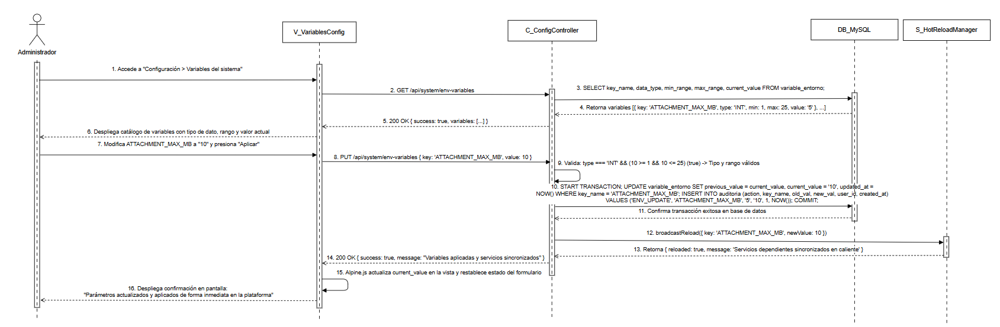 Administrador
V_VariablesConfig
C_ConfigController
DB_MySQL
S_HotReloadManager
1. Accede a "Configuración > Variables del sistema"
2. GET /api/system/env-variables
3. SELECT key_name, data_type, min_range, max_range, current_value FROM variable_entorno;
4. Retorna variables [{ key: 'ATTACHMENT_MAX_MB', type: 'INT', min: 1, max: 25, value: '5' }, ...]
5. 200 OK { success: true, variables: [...] }
6. Despliega catálogo de variables con tipo de dato, rango y valor actual
7. Modifica ATTACHMENT_MAX_MB a "10" y presiona "Aplicar"
8. PUT /api/system/env-variables { key: 'ATTACHMENT_MAX_MB', value: 10 }
9. Valida: type === 'INT' && (10 >= 1 && 10 <= 25) (true) -> Tipo y rango válidos
10. START TRANSACTION; UPDATE variable_entorno SET previous_value = current_value, current_value = '10', updated_at =
NOW() WHERE key_name = 'ATTACHMENT_MAX_MB'; INSERT INTO auditoria (action, key_name, old_val, new_val, user_id, created_at)
VALUES ('ENV_UPDATE', 'ATTACHMENT_MAX_MB', '5', '10', 1, NOW()); COMMIT;
11. Confirma transacción exitosa en base de datos
12. broadcastReload({ key: 'ATTACHMENT_MAX_MB', newValue: 10 })
13. Retorna { reloaded: true, message: 'Servicios dependientes sincronizados en caliente' }
14. 200 OK { success: true, message: "Variables aplicadas y servicios sincronizados" }
15. Alpine.js actualiza current_value en la vista y restablece estado del formulario
16. Despliega confirmación en pantalla:
"Parámetros actualizados y aplicados de forma inmediata en la plataforma"